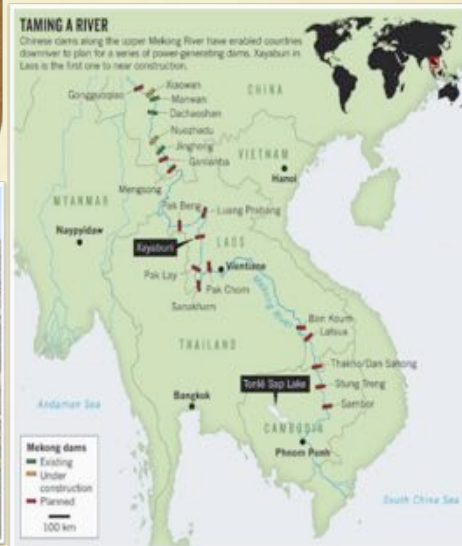 TAMING A RIVER
Chinese dams along the upper Mekong River have enabled countries
downriver to plan for a series of power-generating dams. Xayaburi in
Laos is the first one to near construction.
Gongguoqiao
Xiaowan
Manwan
Dachaoshan
CHINA
Nuozhadu
Jinghong
Ganlanba
VIETNAM
Hanoi
Mengsong
MYANMAR
Pak Beng
Luang Prabang
Naypyidaw
Xayaburi
LAOS
Pak Lay
Vientiane
Pak Chom
Sanakham
Mekong River
Ban Koum
Latsua
THAILAND
Thakho/Don Sahong
Tonlé Sap Lake
Stung Treng
Bangkok
Sambor
Andaman Sea
CAMBODIA
Phnom Penh
Mekong dams
Existing
Under
construction
Planned
100 km
South China Sea